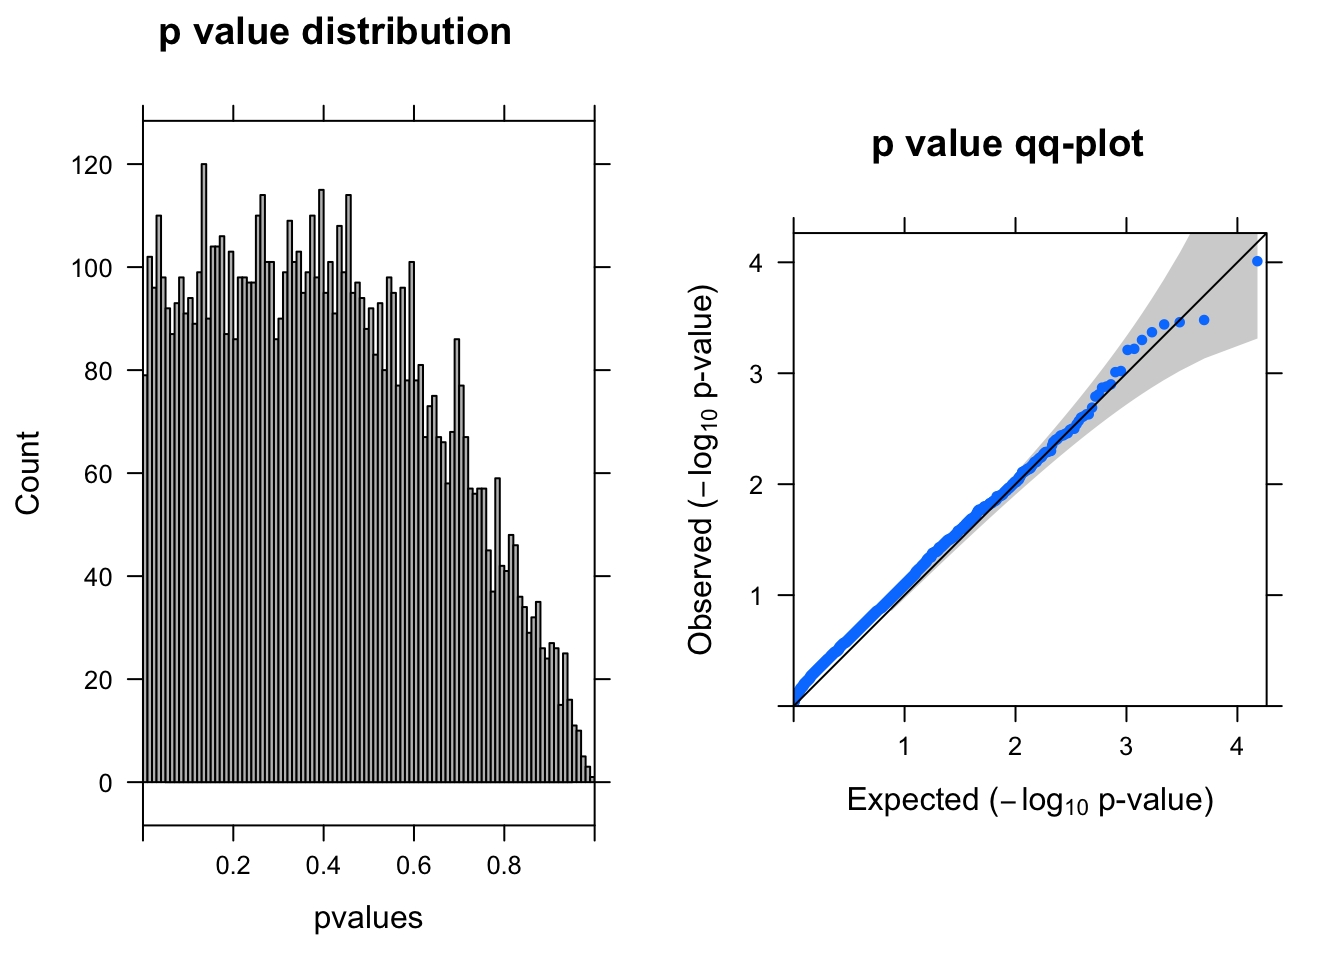 p value distribution
120
100
80
60
40
20
0
Count
0.2 0.4 0.6 0.8
pvalues
p value qq-plot
4
3
2
1
Observed (−log10 p-value)
1 2 3 4
Expected (−log10 p-value)